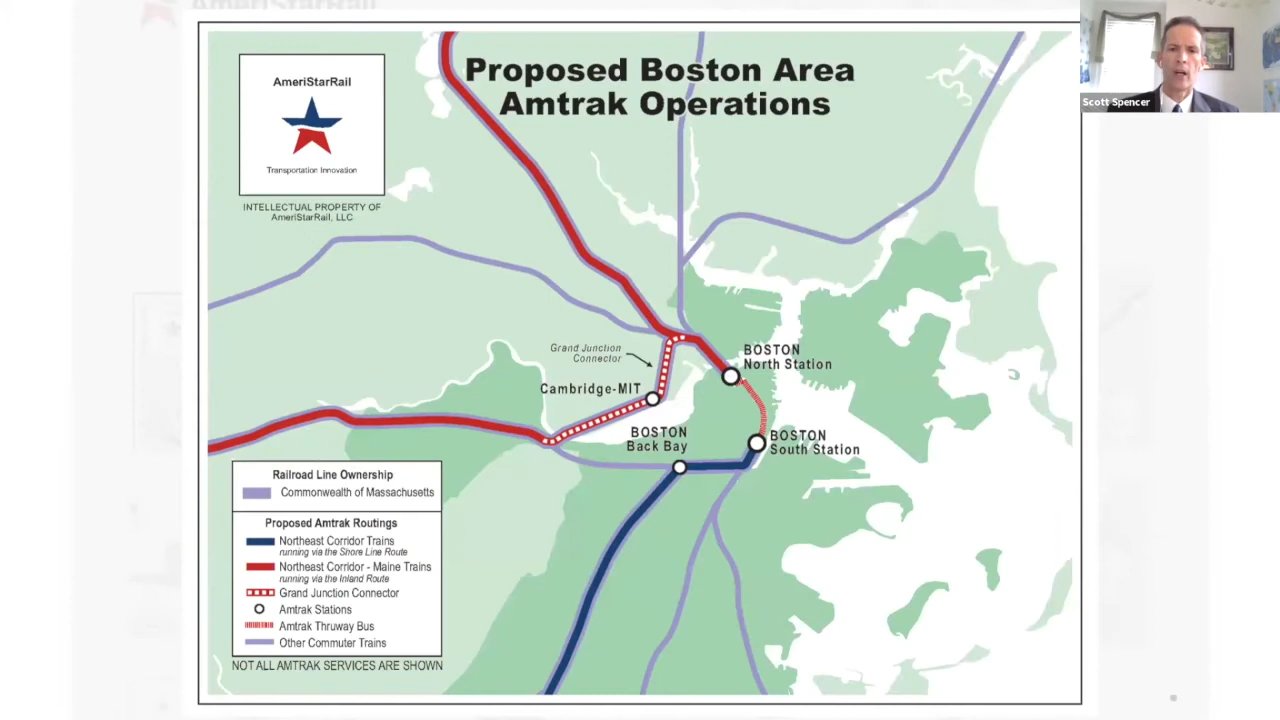 AmeriStarRail
Proposed Boston Area
Amtrak Operations
AmeriStarRail
Transportation Innovation
INTELLECTUAL PROPERTY OF
AmeriStarRail, LLC
Scott Spencer
Grand Junction
Connector
BOSTON
North Station
Cambridge-MIT
BOSTON
Back Bay
BOSTON
South Station
Railroad Line Ownership
Commonwealth of Massachusetts
Proposed Amtrak Routings
Northeast Corridor Trains
running via the Shore Line Route
Northeast Corridor - Maine Trains
running via the Inland Route
Grand Junction Connector
Amtrak Stations
Amtrak Thruway Bus
Other Commuter Trains
NOT ALL AMTRAK SERVICES ARE SHOWN